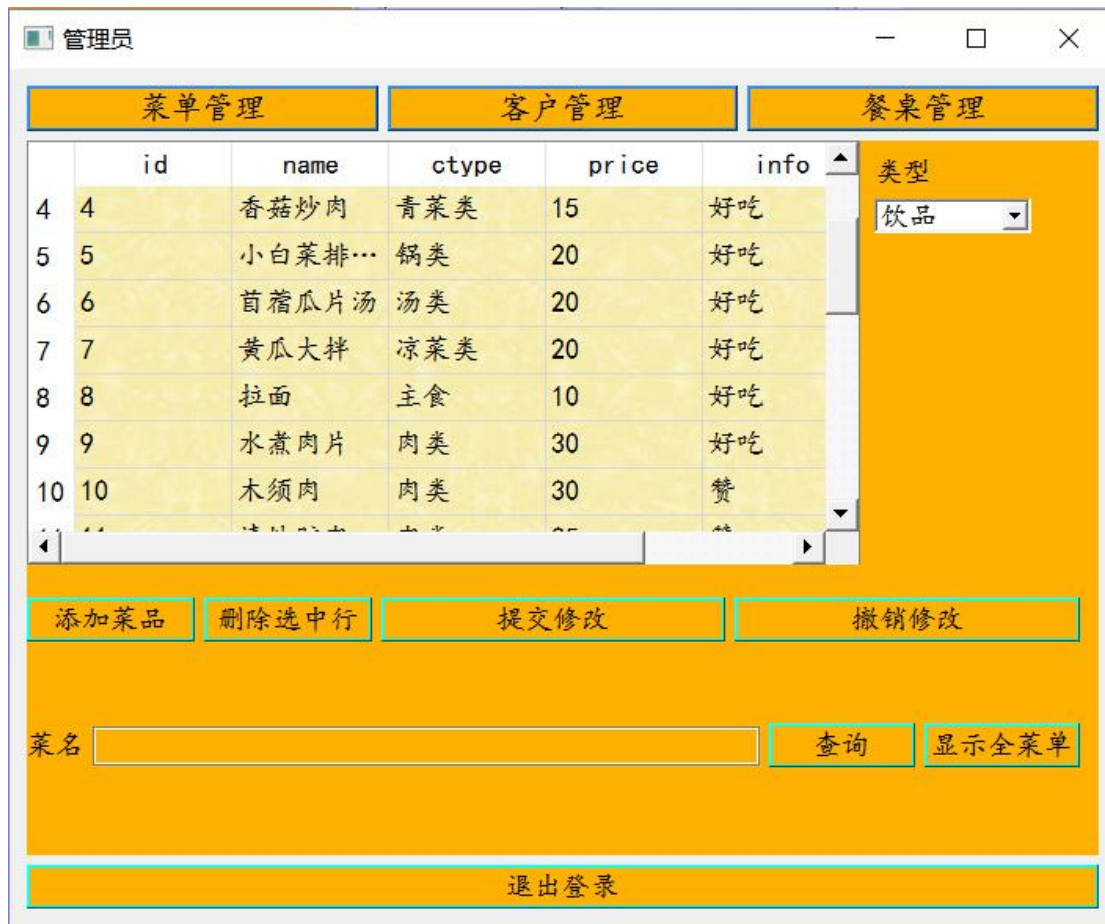 管理员
菜单管理 客户管理 餐桌管理
id name ctype price info
类型
饮品
4 4 香菇炒肉 青菜类 15 好吃
5 5 小白菜排… 锅类 20 好吃
6 6 苜蓿瓜片汤 汤类 20 好吃
7 7 黄瓜大拌 凉菜类 20 好吃
8 8 拉面 主食 10 好吃
9 9 水煮肉片 肉类 30 好吃
10 10 木须肉 肉类 30 赞
添加菜品 删除选中行 提交修改 撤销修改
菜名 查询 显示全菜单
退出登录